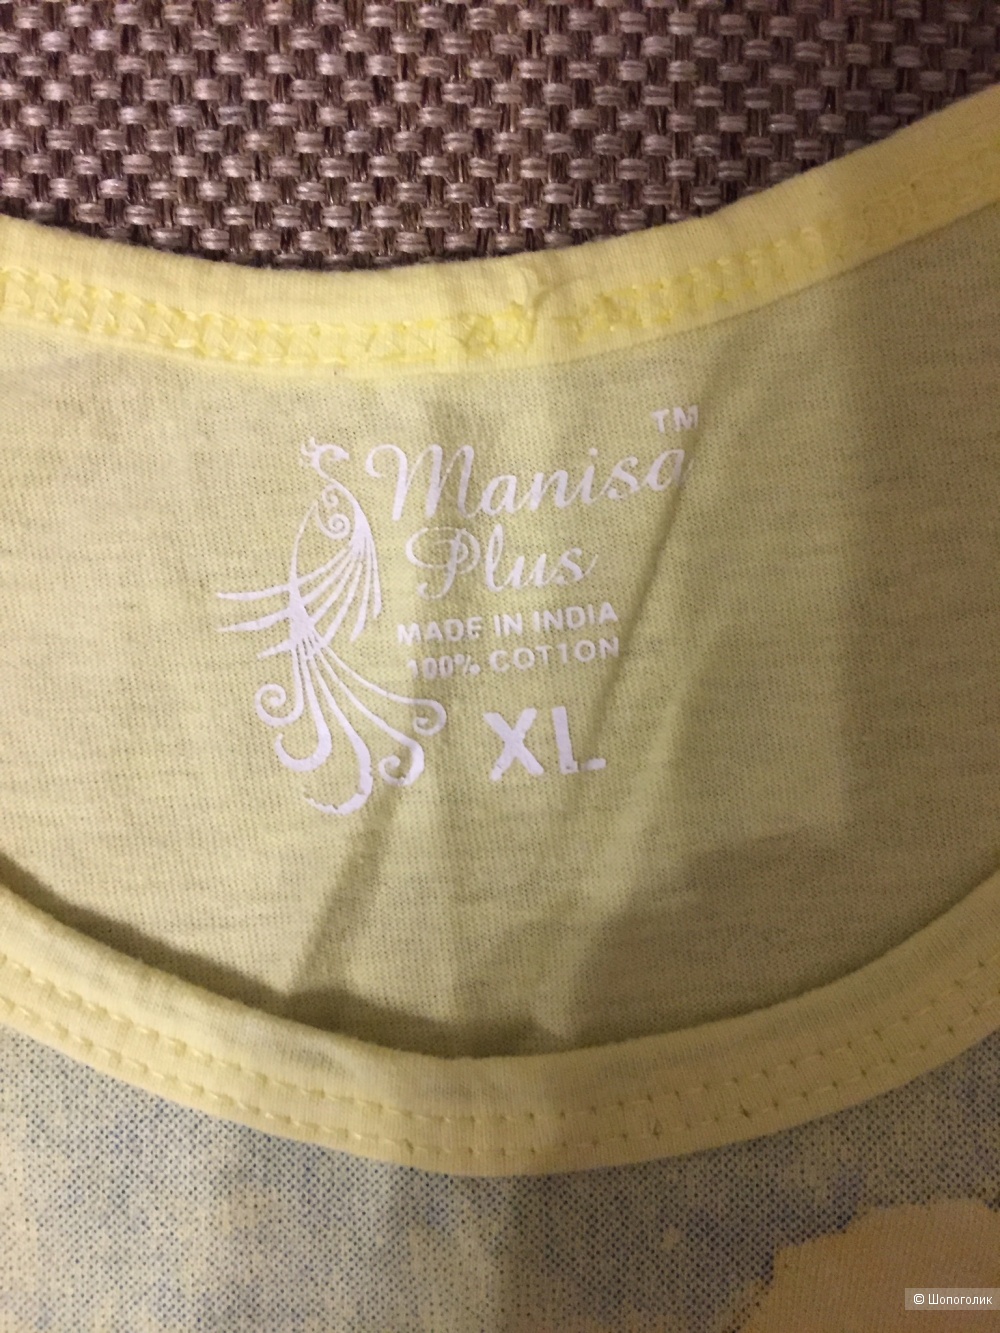 TM
Manisa
Plus
MADE IN INDIA
100% COTTON
XL
© Шопоголик